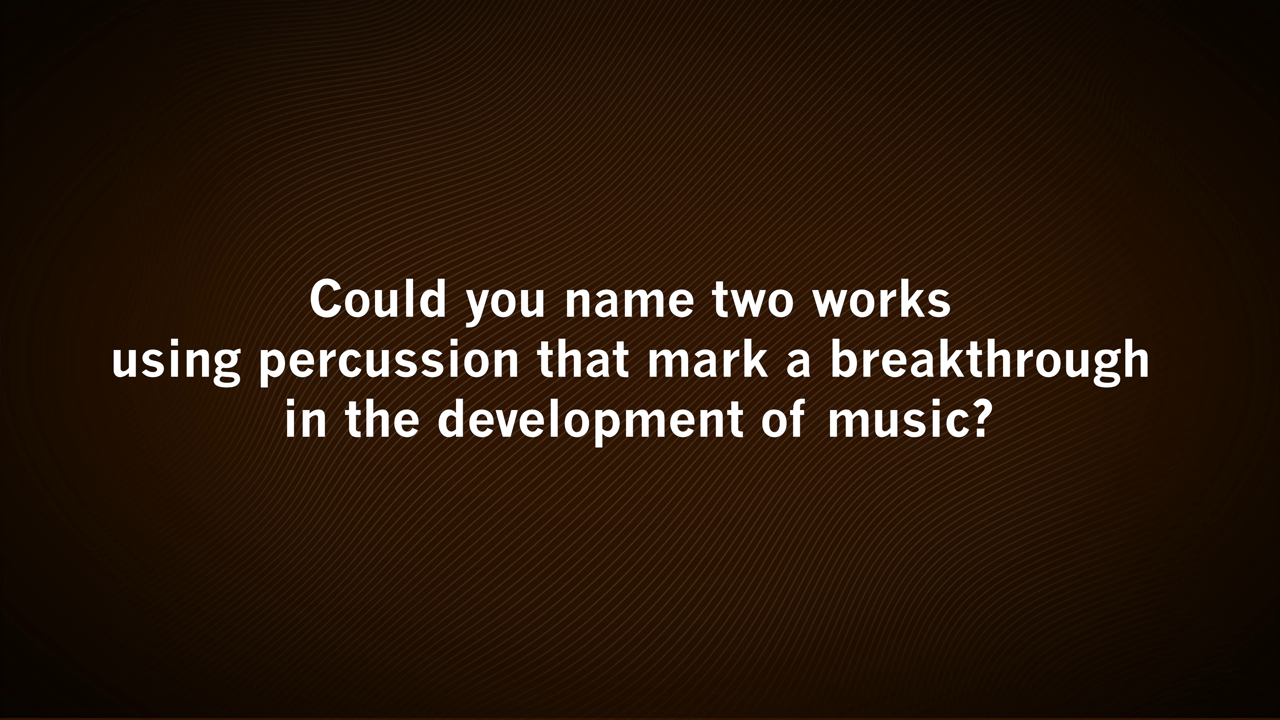 Could you name two works
using percussion that mark a breakthrough
in the development of music?